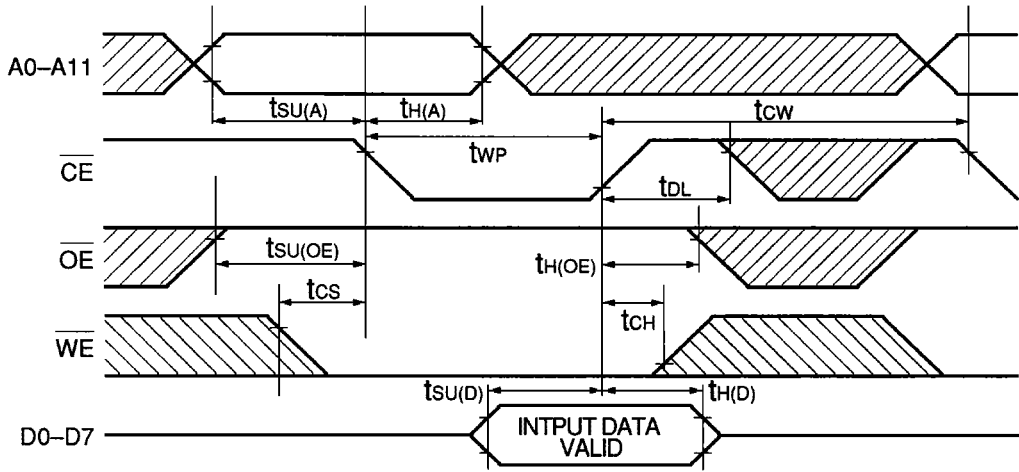 A0–A11
tSU(A)
tH(A)
tCW
tWP
CE
tDL
OE
tSU(OE)
tH(OE)
tCS
tCH
WE
tSU(D)
tH(D)
D0–D7
INTPUT DATA
VALID